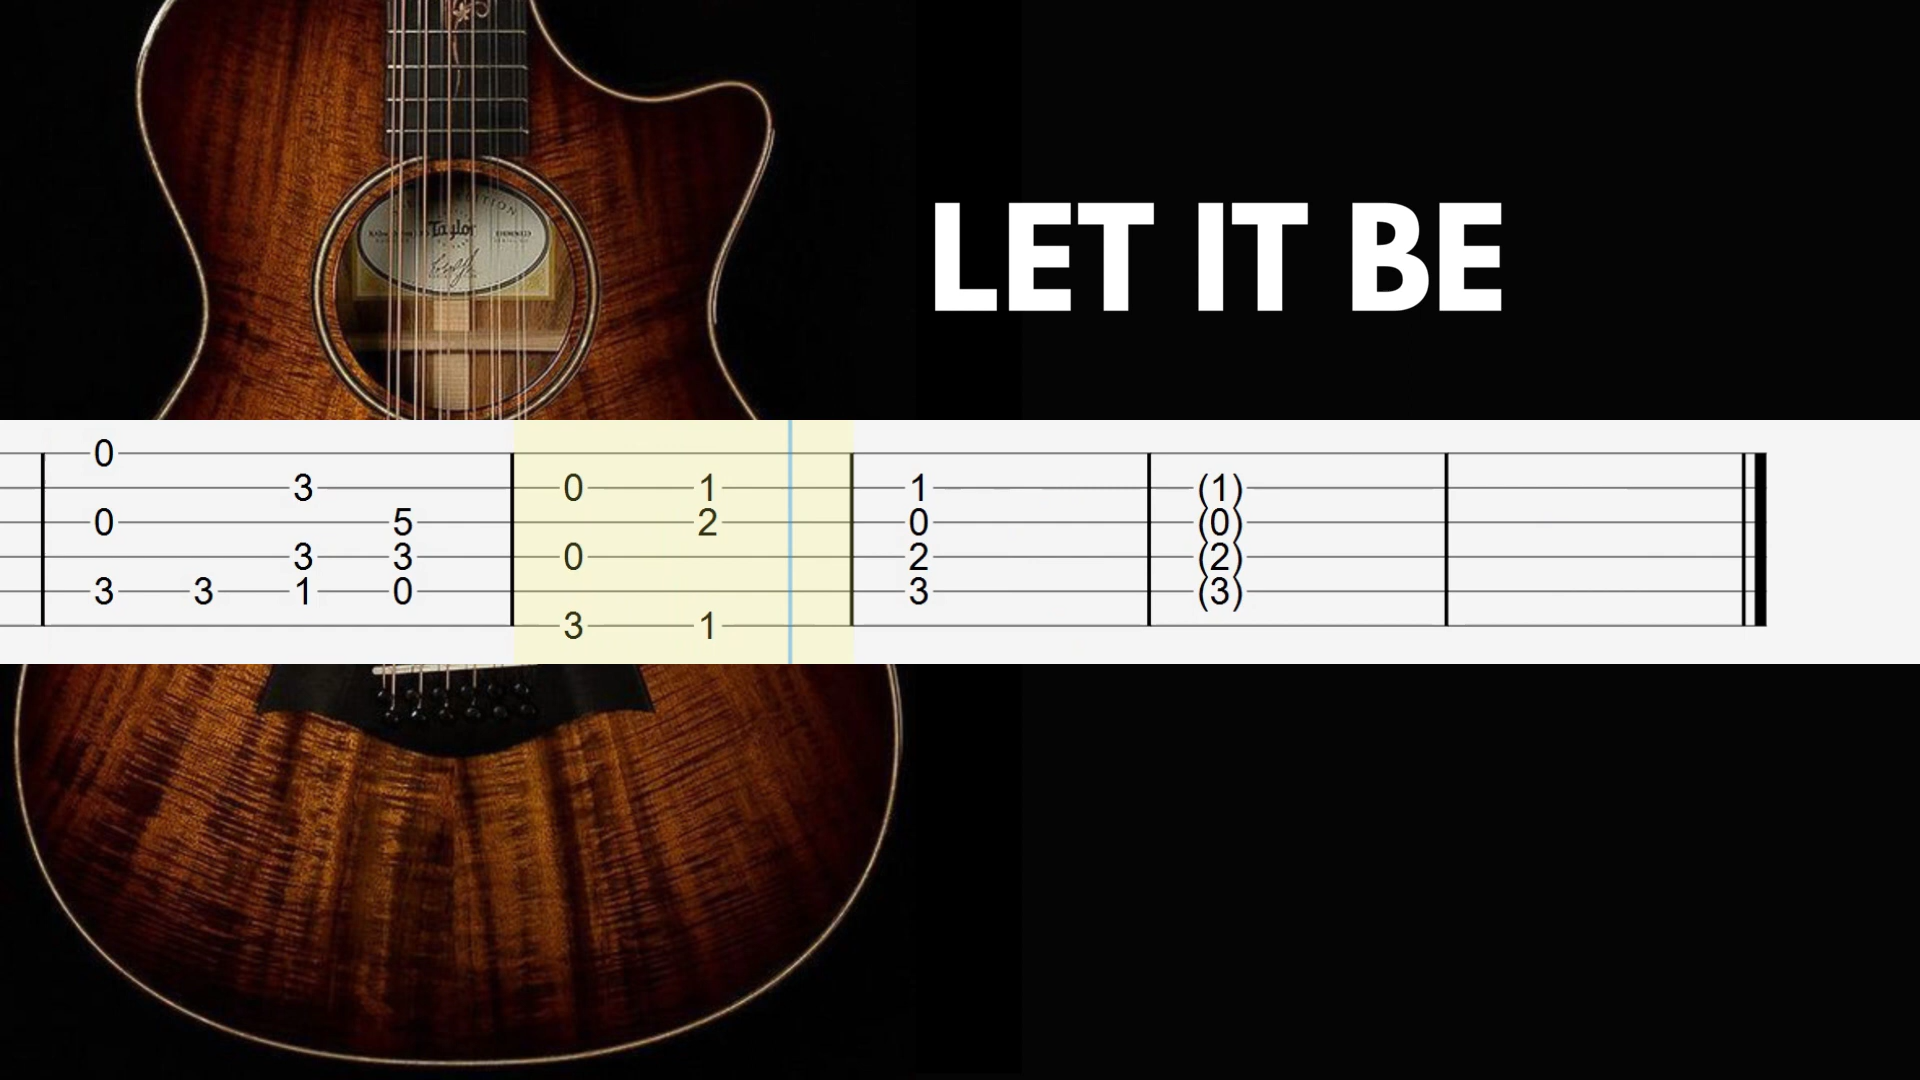 LET IT BE
Taylor
0
3 0 1 1 (1)
0 5 2 0 (0)
3 3 0 2 (2)
3 3 1 0 3 (3)
3 1